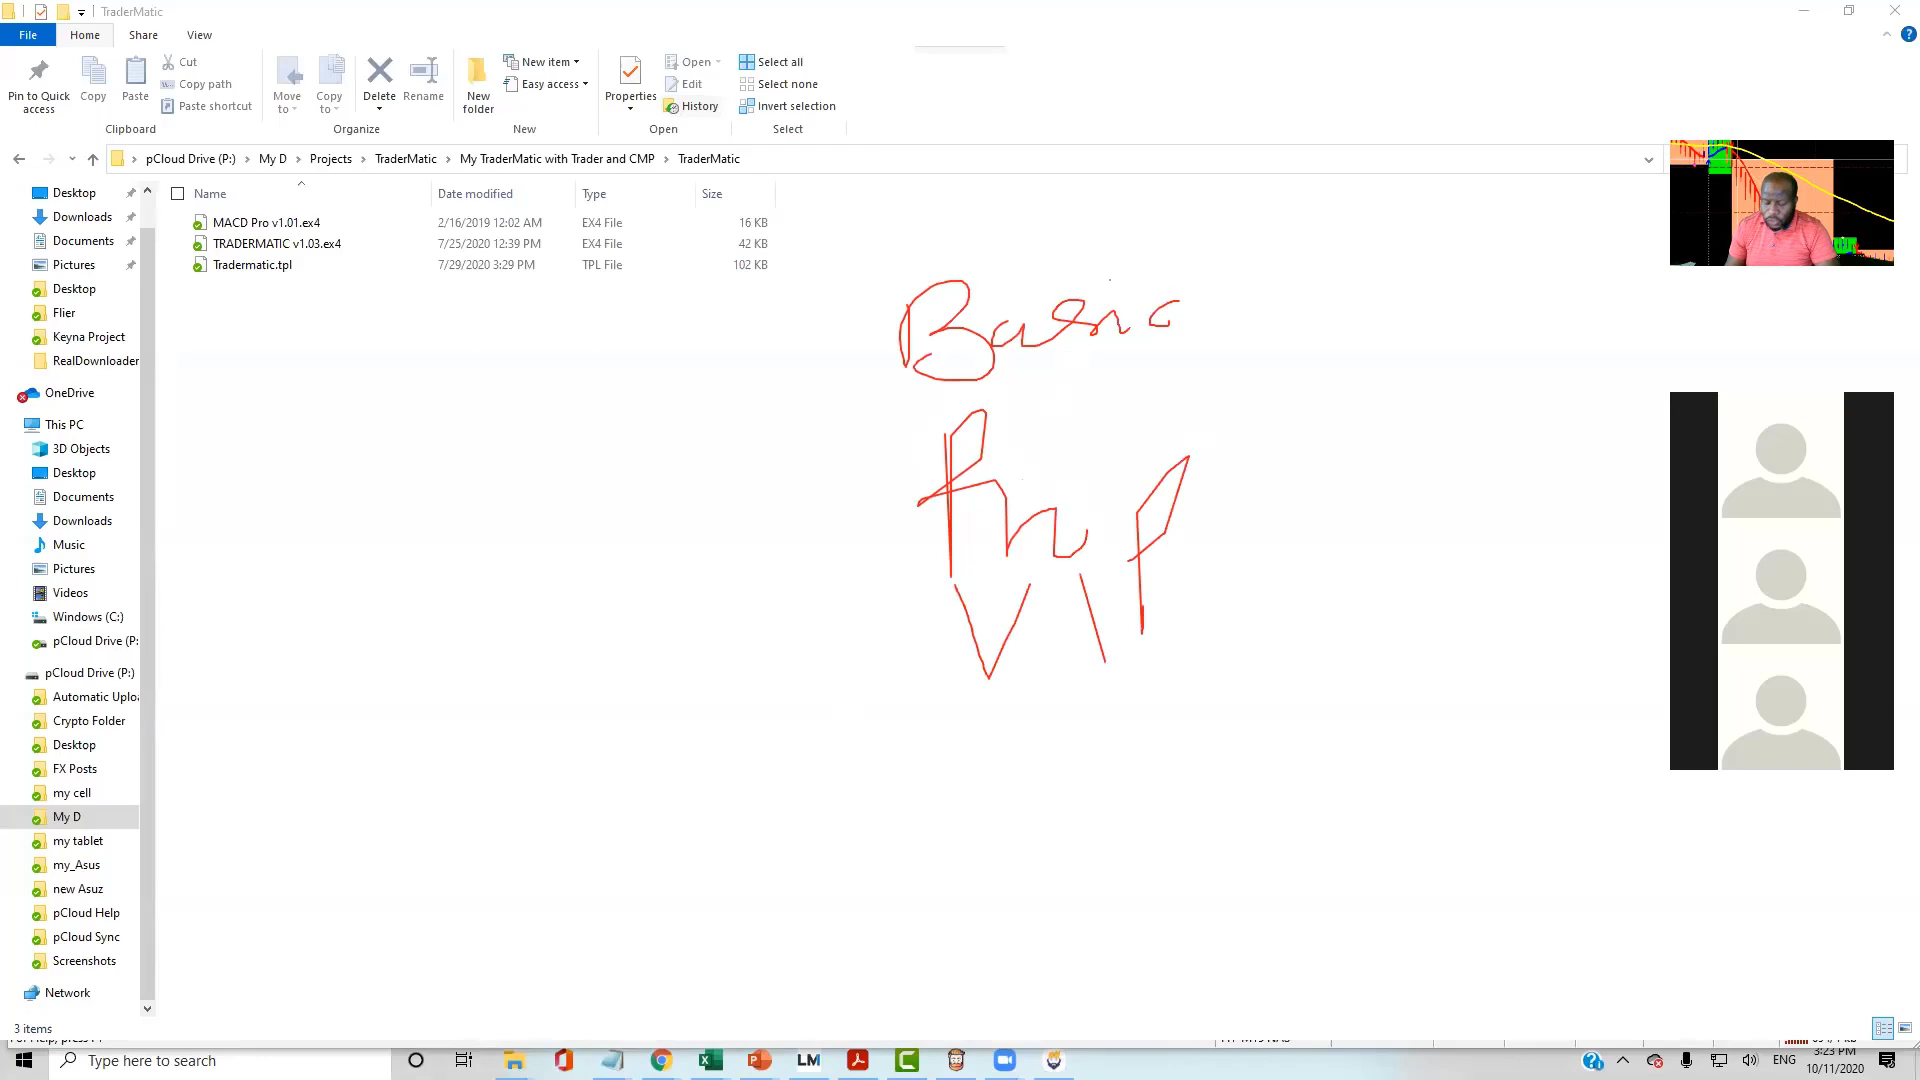 TraderMatic
File Home Share View
Pin to Quick access
Copy
Paste
Cut
Copy path
Paste shortcut
Clipboard
Move to
Copy to
Delete
Rename
Organize
New folder
New item
Easy access
New
Properties
Open
Edit
History
Open
Select all
Select none
Invert selection
Select
pCloud Drive (P:) > My D > Projects > TraderMatic > My TraderMatic with Trader and CMP > TraderMatic
Name Date modified Type Size
MACD Pro v1.01.ex4 2/16/2019 12:02 AM EX4 File 16 KB
TRADERMATIC v1.03.ex4 7/25/2020 12:39 PM EX4 File 42 KB
Tradermatic.tpl 7/29/2020 3:29 PM TPL File 102 KB
Desktop
Downloads
Documents
Pictures
Desktop
Flier
Keyna Project
RealDownloader
OneDrive
This PC
3D Objects
Desktop
Documents
Downloads
Music
Pictures
Videos
Windows (C:)
pCloud Drive (P:
pCloud Drive (P:)
Automatic Uplo
Crypto Folder
Desktop
FX Posts
my cell
My D
my tablet
my_Asus
new Asuz
pCloud Help
pCloud Sync
Screenshots
Network
Basic
VIP
3 items
Type here to search
LM
ENG
3:23 PM
10/11/2020